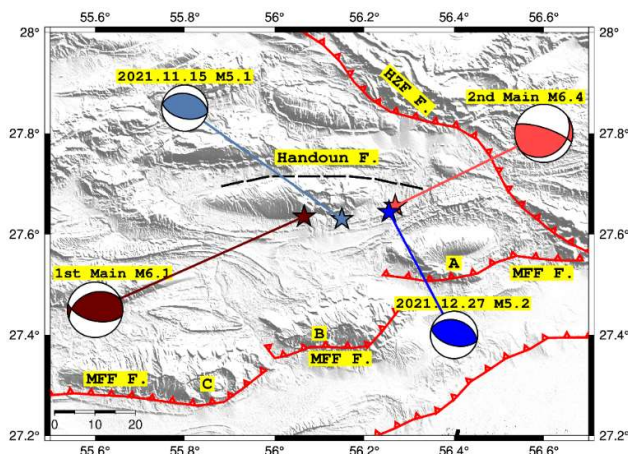 55.6° 55.8° 56° 56.2° 56.4° 56.6°
28° 28°
2021.11.15 M5.1
HZF F.
2nd Main M6.4
27.8° 27.8°
Handoun F.
27.6° 27.6°
A
MFF F.
1st Main M6.1
2021.12.27 M5.2
B
27.4° 27.4°
MFF F.
MFF F.
C
0 10 20
27.2° 27.2°
55.6° 55.8° 56° 56.2° 56.4° 56.6°